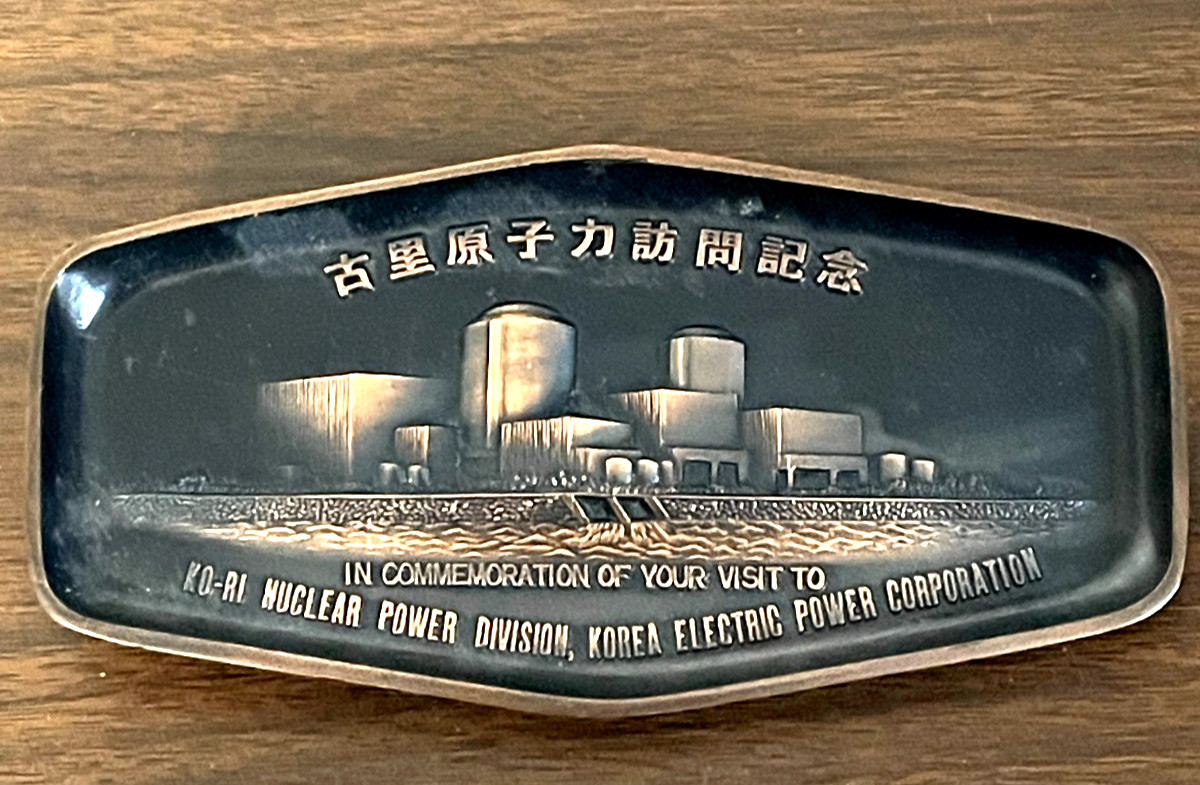 古里原子力訪問記念
IN COMMEMORATION OF YOUR VISIT TO
KO-RI NUCLEAR POWER DIVISION, KOREA ELECTRIC POWER CORPORATION